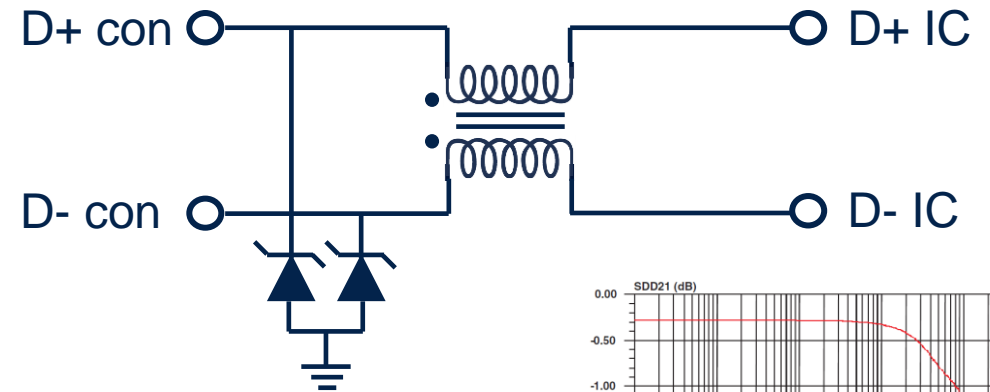 D+ con
D+ IC
D- con
D- IC
SDD21 (dB)
0.00
-0.50
-1.00